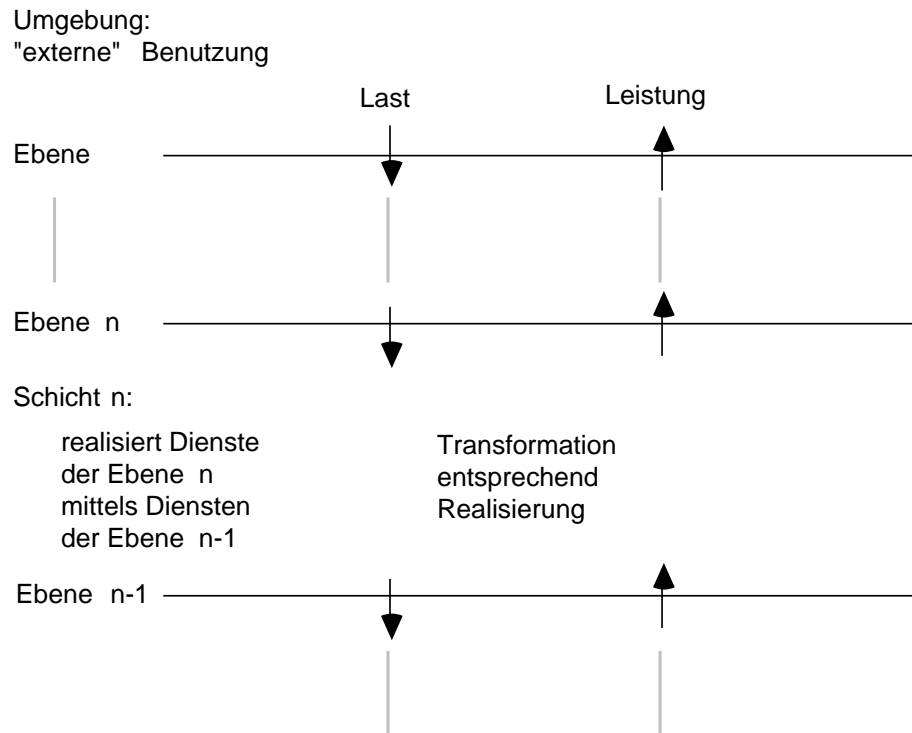 Umgebung:
"externe" Benutzung
Last
Leistung
Ebene
Ebene n
Schicht n:
realisiert Dienste
der Ebene n
mittels Diensten
der Ebene n-1
Transformation
entsprechend
Realisierung
Ebene n-1